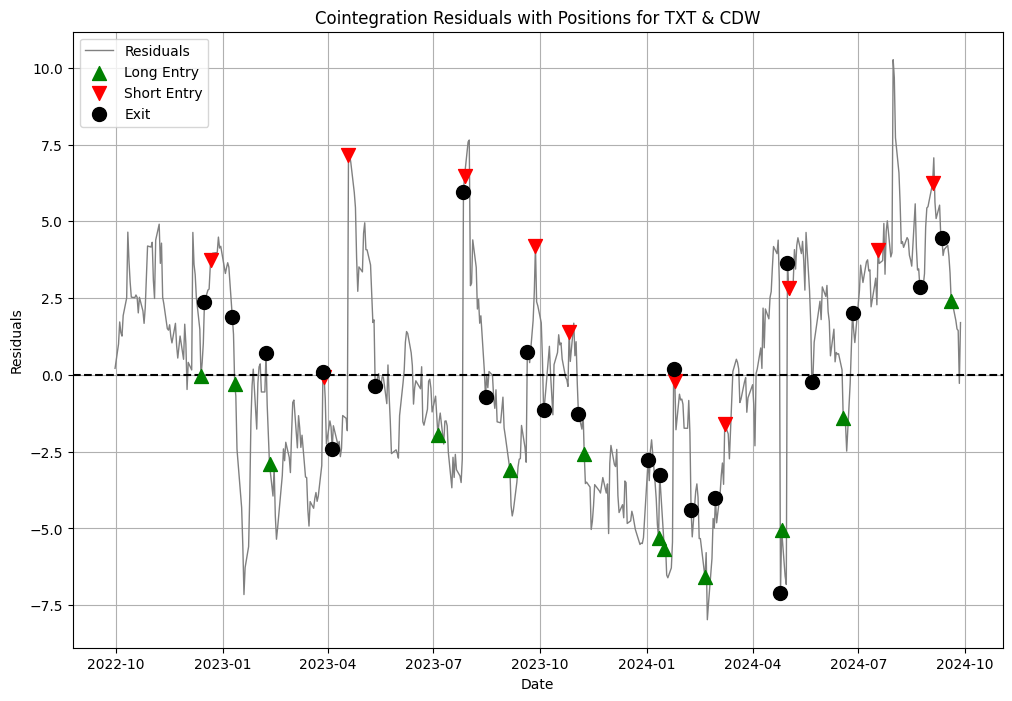 Cointegration Residuals with Positions for TXT & CDW
Residuals
Long Entry
Short Entry
Exit
Residuals
10.0
7.5
5.0
2.5
0.0
−2.5
−5.0
−7.5
2022-10
2023-01
2023-04
2023-07
2023-10
2024-01
2024-04
2024-07
2024-10
Date